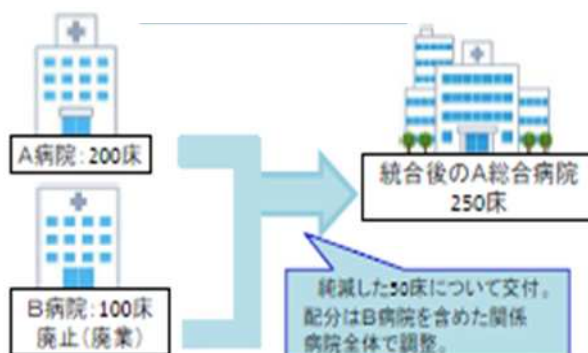 A病院:200床
B病院:100床
廃止(廃業)
統合後のA総合病院
250床
純減した50床について交付。
配分はB病院を含めた関係
病院全体で調整。